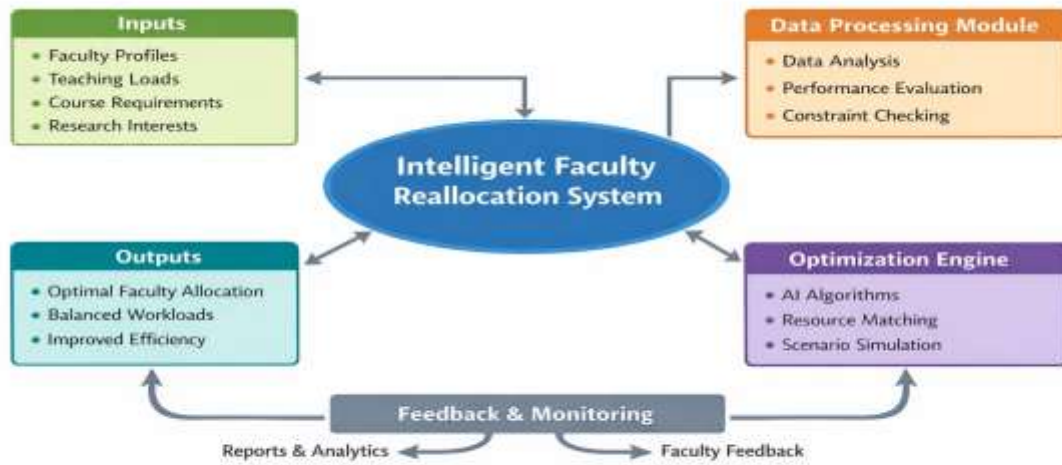 Inputs
• Faculty Profiles
• Teaching Loads
• Course Requirements
• Research Interests
Data Processing Module
• Data Analysis
• Performance Evaluation
• Constraint Checking
Intelligent Faculty
Reallocation System
Outputs
• Optimal Faculty Allocation
• Balanced Workloads
• Improved Efficiency
Optimization Engine
• AI Algorithms
• Resource Matching
• Scenario Simulation
Feedback & Monitoring
Reports & Analytics
Faculty Feedback